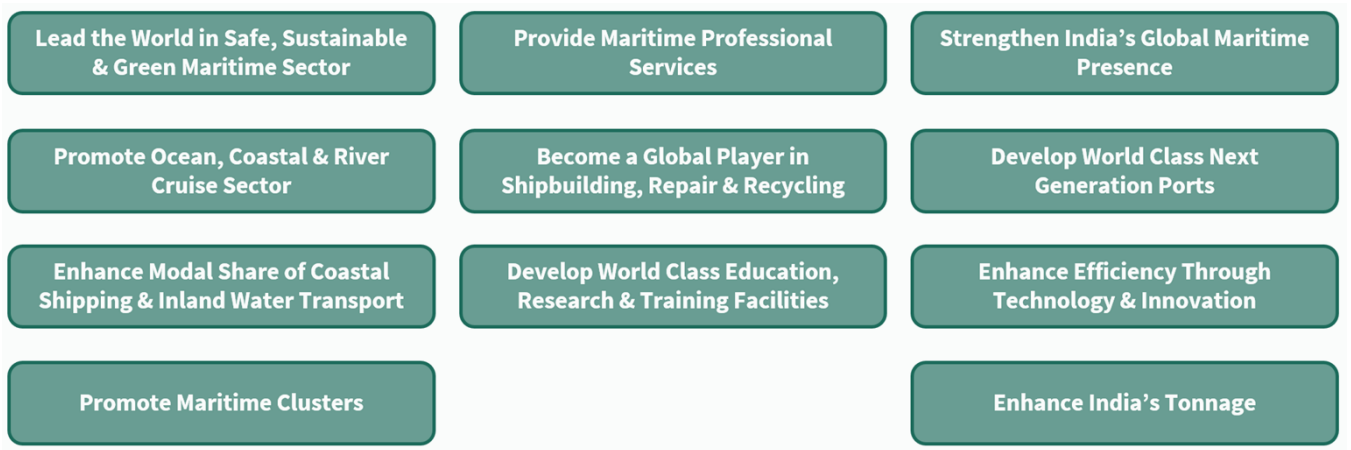 Lead the World in Safe, Sustainable
& Green Maritime Sector
Provide Maritime Professional
Services
Strengthen India’s Global Maritime
Presence
Promote Ocean, Coastal & River
Cruise Sector
Become a Global Player in
Shipbuilding, Repair & Recycling
Develop World Class Next
Generation Ports
Enhance Modal Share of Coastal
Shipping & Inland Water Transport
Develop World Class Education,
Research & Training Facilities
Enhance Efficiency Through
Technology & Innovation
Promote Maritime Clusters
Enhance India’s Tonnage